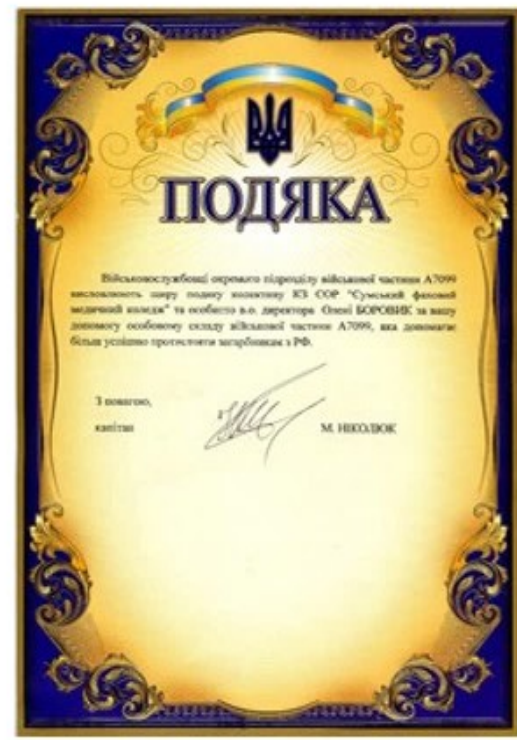 ПОДЯКА
Військовослужбовці окремого підрозділу військової частини А7099
висловлюють щиру подяку колективу КЗ СОР "Сумський фаховий
медичний коледж" та особисто в.о. директора Олені БОРОВИК за вашу
допомогу особовому складу військової частини А7099, яка допомагає
більш успішно протистояти загарбникам з РФ.
З повагою,
капітан М. НІКОЛЮК